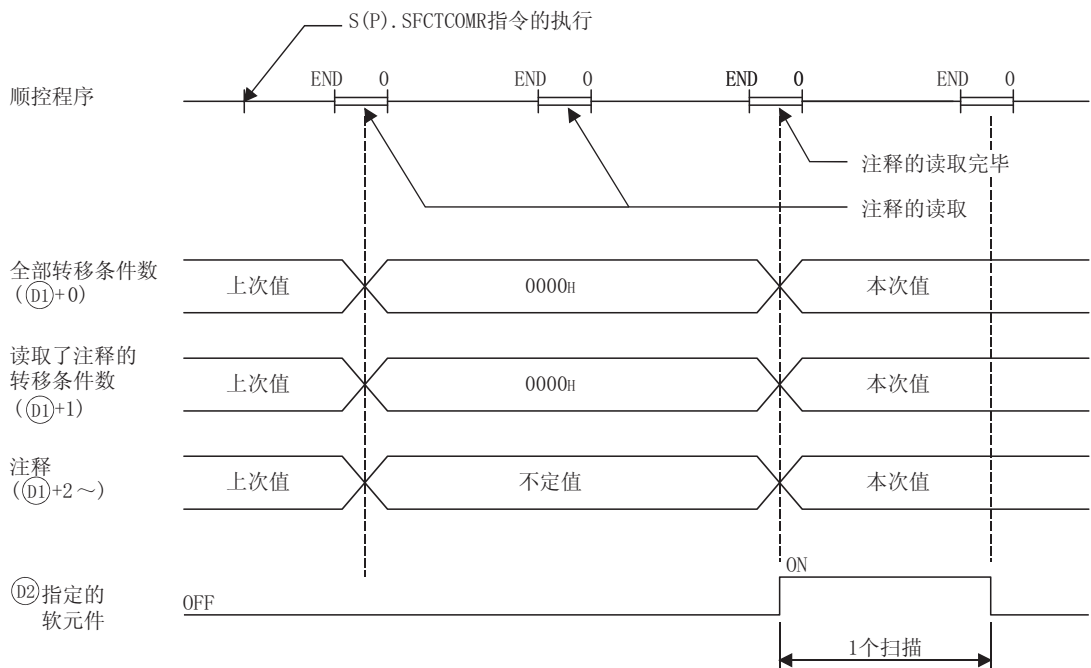 S(P).SFCTCOMR指令的执行
顺控程序
END 0 END 0 END 0 END 0
注释的读取完毕
注释的读取
全部转移条件数
(D1+0)
上次值 0000H 本次值
读取了注释的
转移条件数
(D1+1)
上次值 0000H 本次值
注释
(D1+2～)
上次值 不定值 本次值
ON
D2指定的
软元件
OFF
1个扫描